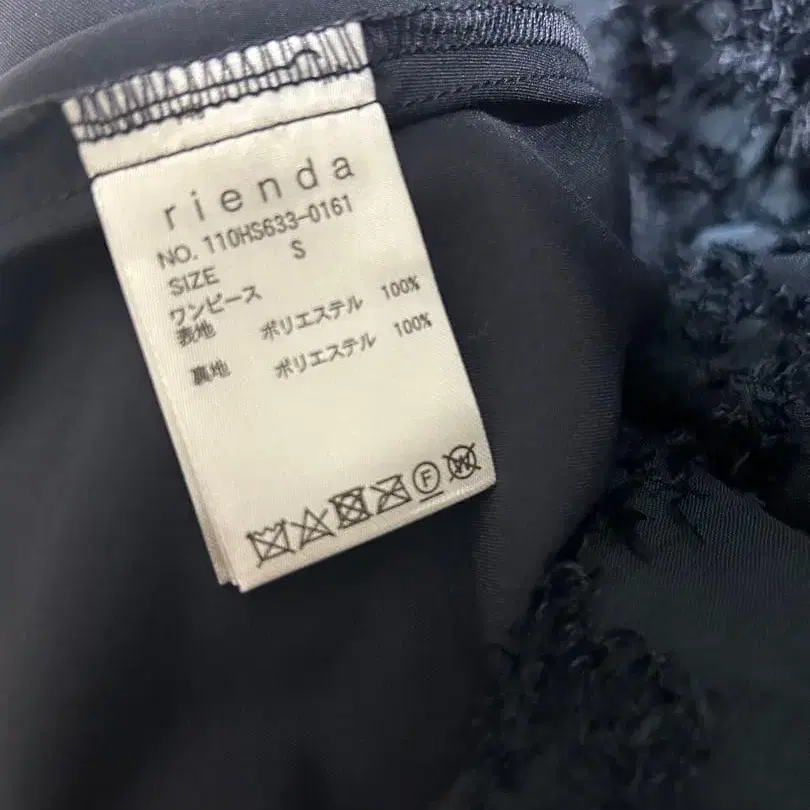 rienda
NO. 110HS633-0161
SIZE S
ワンピース
表地 ポリエステル 100%
裏地 ポリエステル 100%
F W